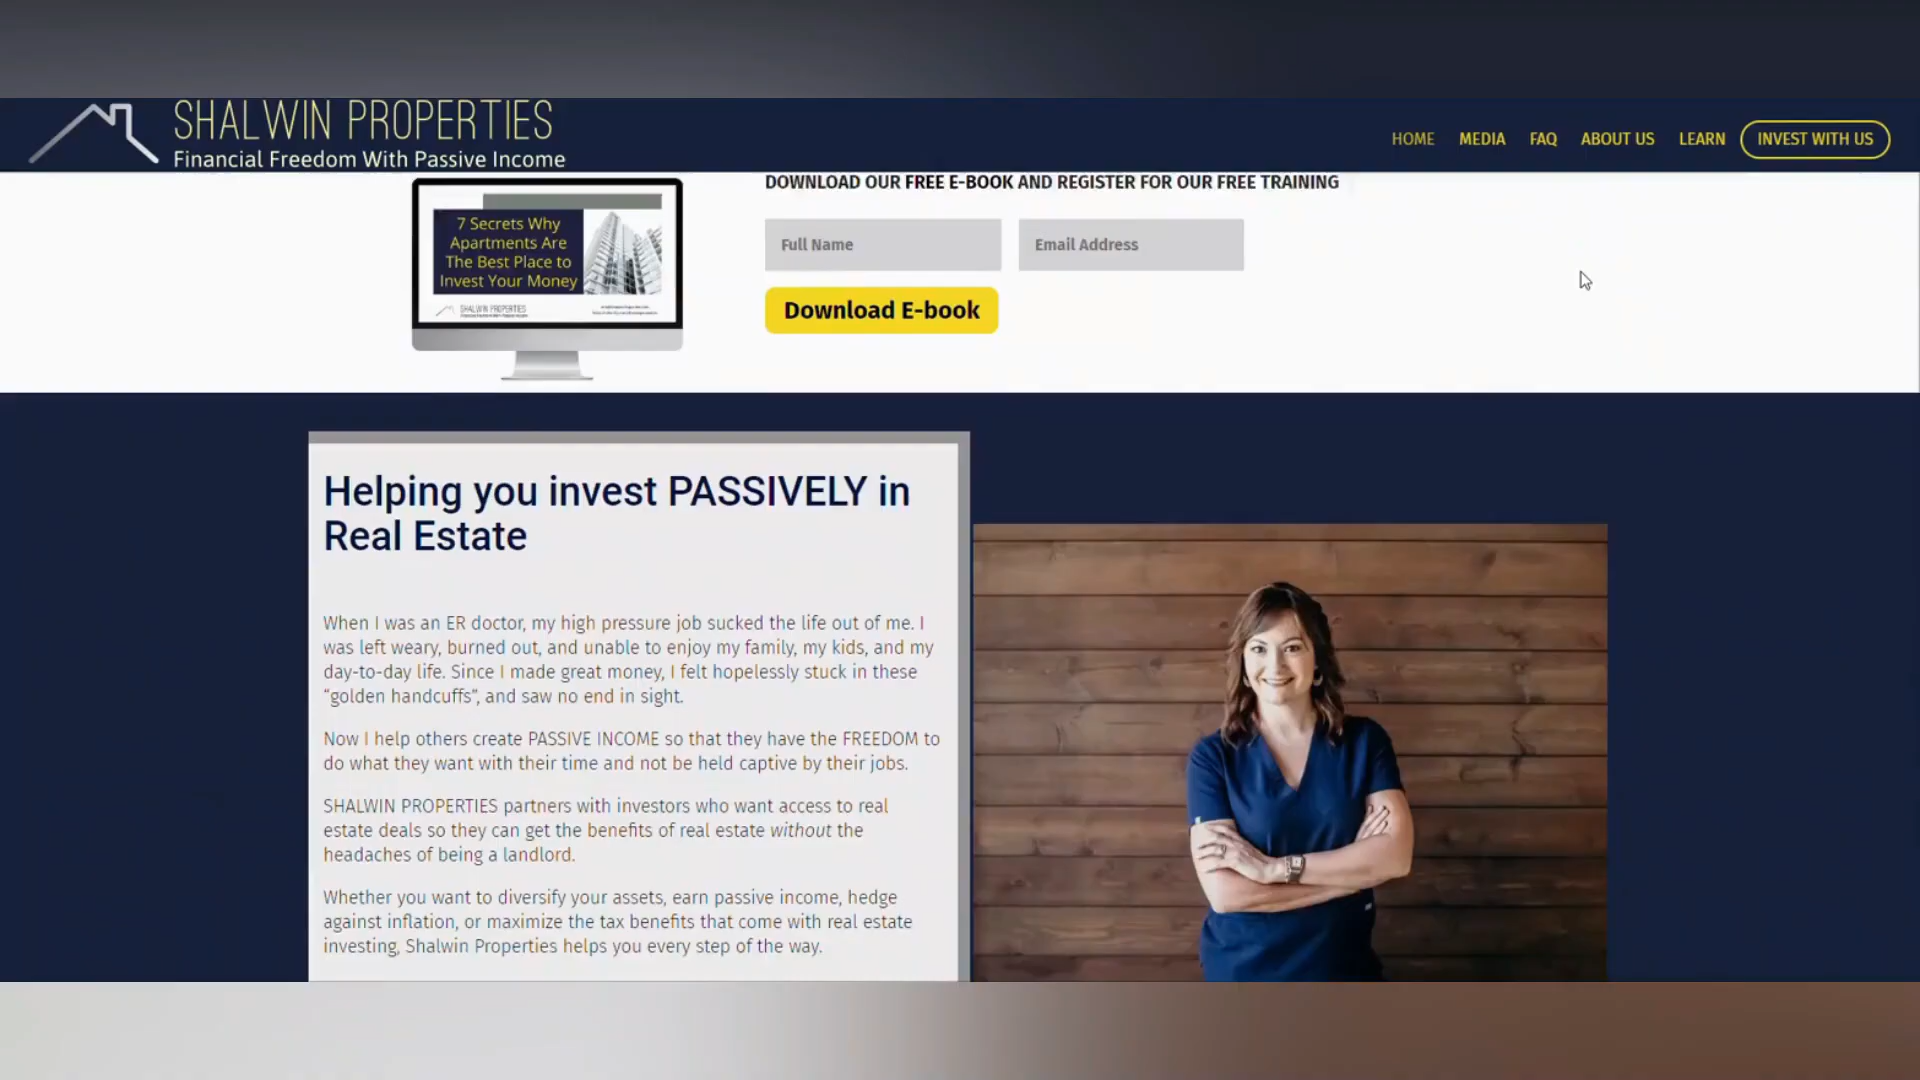 SHALWIN PROPERTIES
Financial Freedom With Passive Income
HOME MEDIA FAQ ABOUT US LEARN INVEST WITH US
DOWNLOAD OUR FREE E-BOOK AND REGISTER FOR OUR FREE TRAINING
7 Secrets Why
Apartments Are
The Best Place to
Invest Your Money
SHALWIN PROPERTIES
Full Name
Email Address
Download E-book
Helping you invest PASSIVELY in
Real Estate
When I was an ER doctor, my high pressure job sucked the life out of me. I
was left weary, burned out, and unable to enjoy my family, my kids, and my
day-to-day life. Since I made great money, I felt hopelessly stuck in these
“golden handcuffs”, and saw no end in sight.
Now I help others create PASSIVE INCOME so that they have the FREEDOM to
do what they want with their time and not be held captive by their jobs.
SHALWIN PROPERTIES partners with investors who want access to real
estate deals so they can get the benefits of real estate without the
headaches of being a landlord.
Whether you want to diversify your assets, earn passive income, hedge
against inflation, or maximize the tax benefits that come with real estate
investing, Shalwin Properties helps you every step of the way.